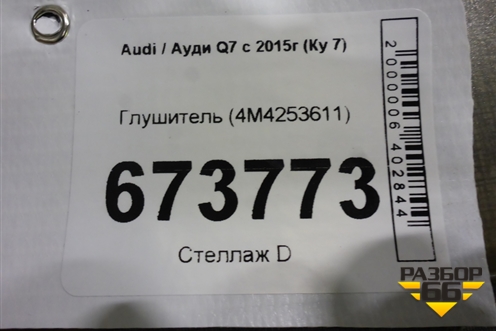 Audi / Ауди Q7 с 2015г (Ку 7)
Глушитель (4M4253611)
673773
Стеллаж D
2000006402844
РАЗБОР
66